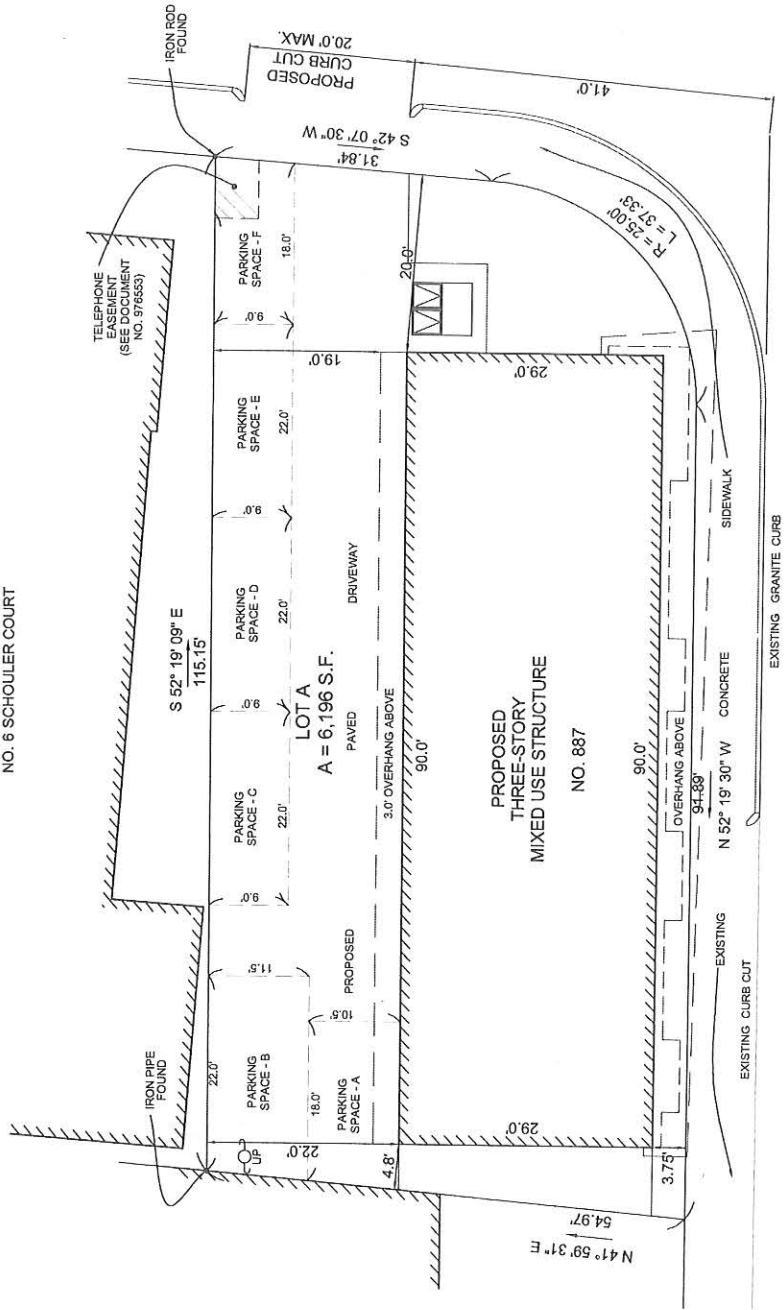 NO. 6 SCHOULER COURT
IRON ROD
FOUND
PROPOSED
CURB CUT
20.0' MAX.
41.0'
S 42° 07' 30" W
31.84'
TELEPHONE
EASEMENT
(SEE DOCUMENT
NO. 976553)
PARKING
SPACE - F
18.0'
9.0'
R = 25.00'
L = 37.33'
20.0'
19.0'
29.0'
PARKING
SPACE - E
22.0'
9.0'
S 52° 19' 09" E
115.15'
PARKING
SPACE - D
22.0'
9.0'
LOT A
A = 6,196 S.F.
PARKING
SPACE - C
22.0'
9.0'
PROPOSED
PAVED
DRIVEWAY
3.0' OVERHANG ABOVE
90.0'
PROPOSED
THREE-STORY
MIXED USE STRUCTURE
NO. 887
90.0'
OVERHANG ABOVE
91.89'
N 52° 19' 30" W
EXISTING
CONCRETE
SIDEWALK
EXISTING GRANITE CURB
EXISTING CURB CUT
IRON PIPE
FOUND
22.0'
11.5'
PARKING
SPACE - B
18.0'
10.5'
PARKING
SPACE - A
UP
22.0'
4.8'
29.0'
3.75'
54.97'
N 41° 59' 31" E